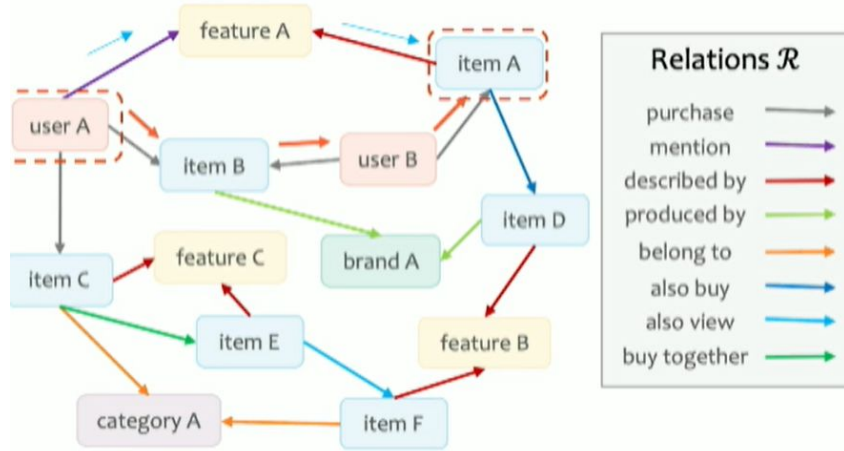 feature A
item A
user A
item B
user B
item D
feature C
brand A
item C
item E
feature B
category A
item F
Relations ℛ
purchase
mention
described by
produced by
belong to
also buy
also view
buy together